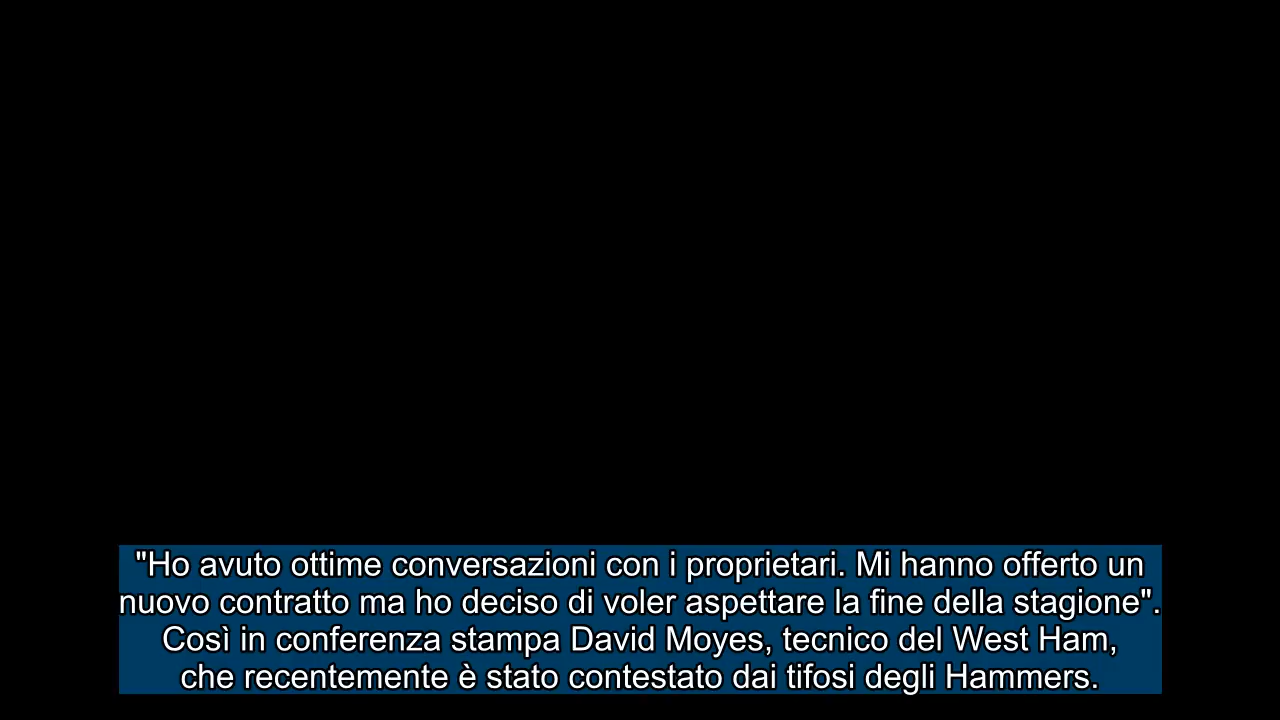 "Ho avuto ottime conversazioni con i proprietari. Mi hanno offerto un
nuovo contratto ma ho deciso di voler aspettare la fine della stagione".
Così in conferenza stampa David Moyes, tecnico del West Ham,
che recentemente è stato contestato dai tifosi degli Hammers.